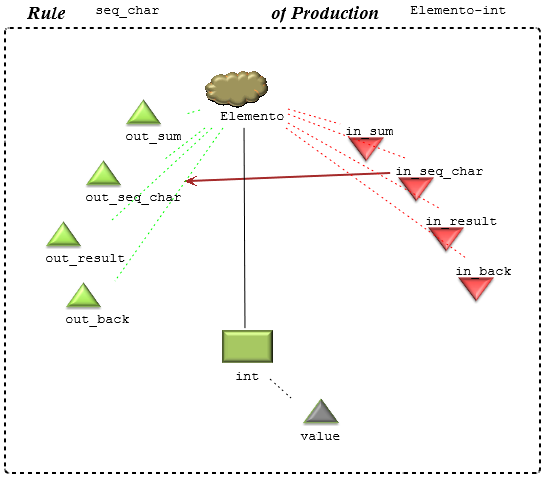 Rule seq_char of Production Elemento-int
Elemento
out_sum
in_sum
out_seq_char
in_seq_char
out_result
in_result
out_back
in_back
int
value